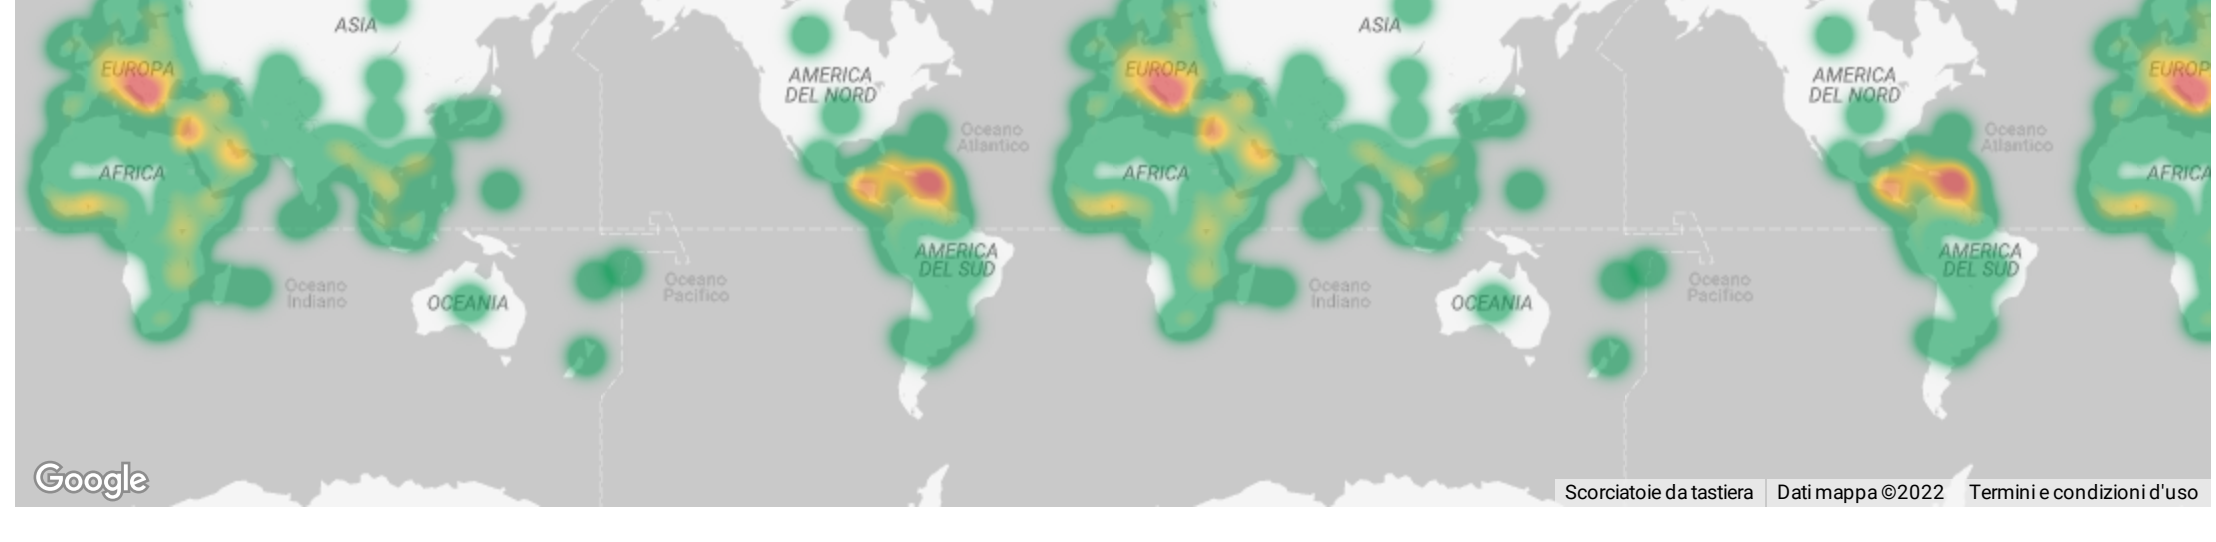 ASIA
ASIA
EUROPA
AMERICA
DEL NORD
EUROPA
AMERICA
DEL NORD
EUROP
Oceano
Atlantico
Oceano
Atlantico
AFRICA
AFRICA
AFRICA
AMERICA
DEL SUD
AMERICA
DEL SUD
Oceano
Indiano
OCEANIA
Oceano
Pacifico
Oceano
Indiano
OCEANIA
Oceano
Pacifico
Google
Scorciatoie da tastiera
Dati mappa ©2022
Termini e condizioni d'uso